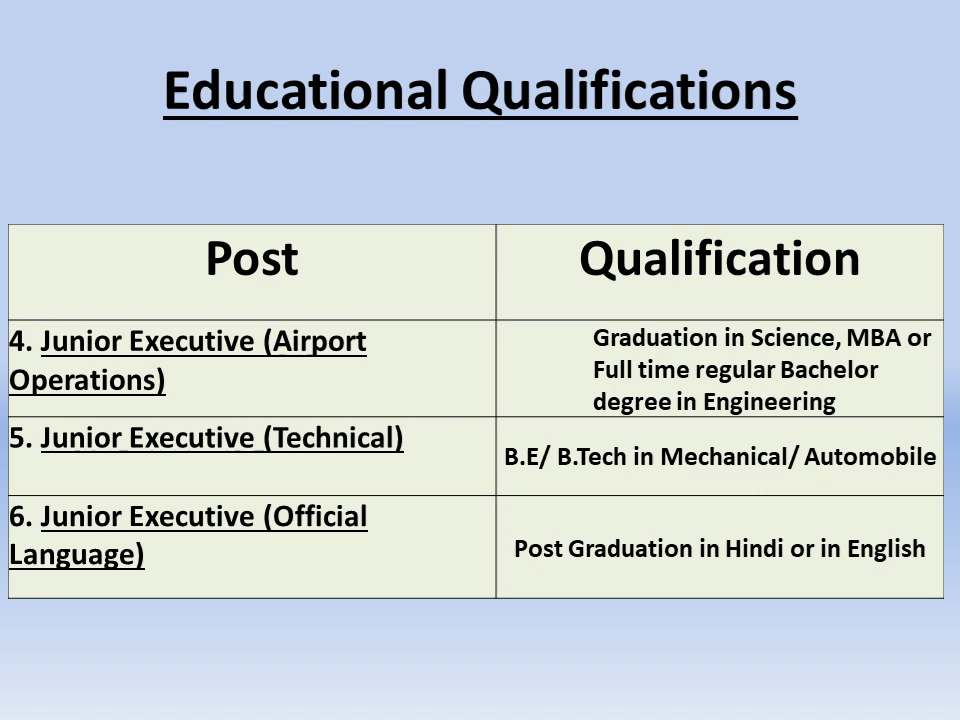 Educational Qualifications
Post
Qualification
4. Junior Executive (Airport
Operations)
Graduation in Science, MBA or
Full time regular Bachelor
degree in Engineering
5. Junior Executive (Technical)
B.E/ B.Tech in Mechanical/ Automobile
6. Junior Executive (Official
Language)
Post Graduation in Hindi or in English